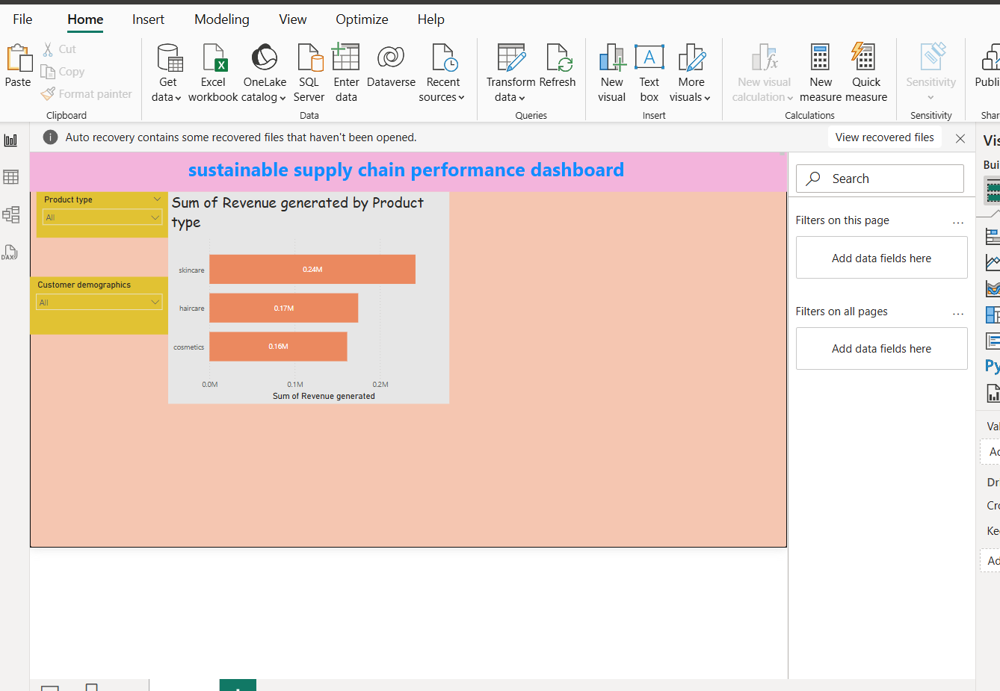 File Home Insert Modeling View Optimize Help
Paste
Cut
Copy
Format painter
Clipboard
Get data
Excel workbook
OneLake catalog
SQL Server
Enter data
Dataverse
Recent sources
Data
Transform data
Refresh
Queries
New visual
Text box
More visuals
Insert
New visual calculation
New measure
Quick measure
Calculations
Sensitivity
Sensitivity
Publi
Shar
Auto recovery contains some recovered files that haven't been opened.
View recovered files
sustainable supply chain performance dashboard
Product type
All
Customer demographics
All
Sum of Revenue generated by Product
type
skincare 0.24M
haircare 0.17M
cosmetics 0.16M
0.0M 0.1M 0.2M
Sum of Revenue generated
Search
Filters on this page ...
Add data fields here
Filters on all pages ...
Add data fields here
Vis
Bui
Py
Val
Ad
Dr
Cro
Kee
Ad
DAX